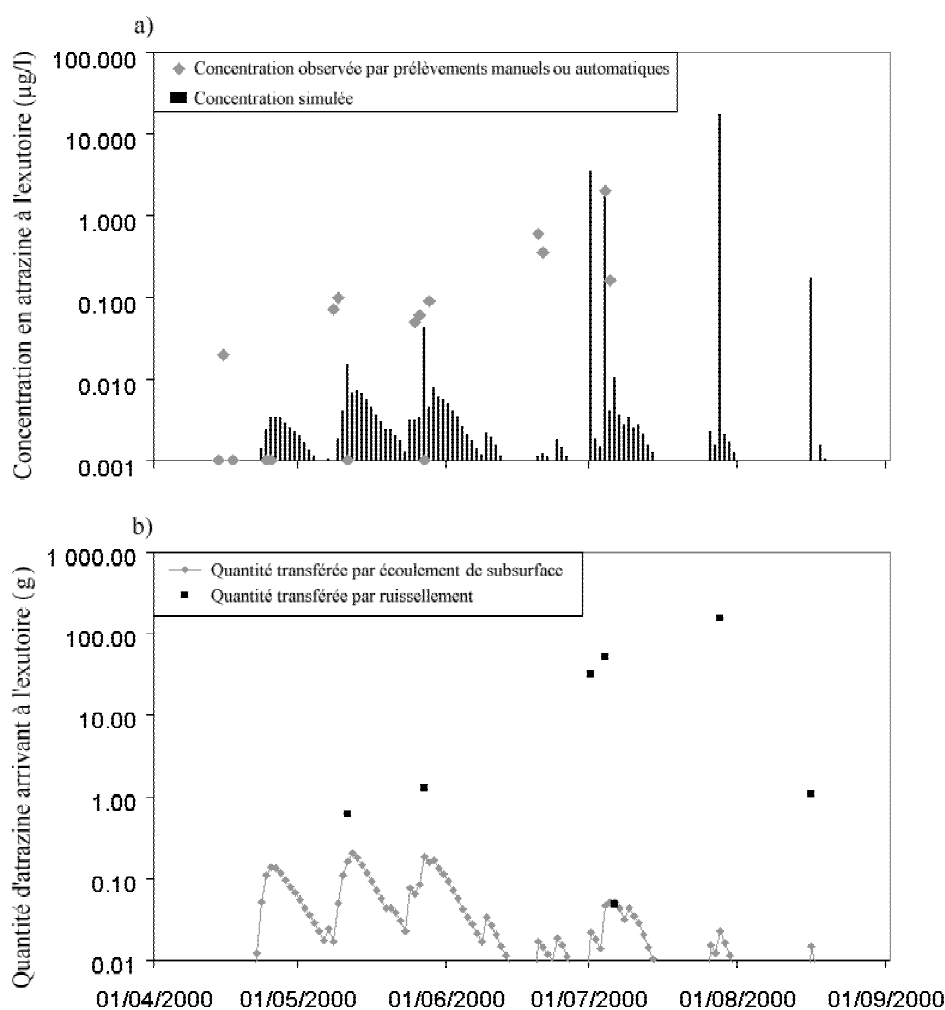 a)
Concentration en atrazine à l'exutoire (µg/l)
100.000
10.000
1.000
0.100
0.010
0.001
Concentration observée par prélèvements manuels ou automatiques
Concentration simulée
b)
Quantité d'atrazine arrivant à l'exutoire (g)
1 000.00
100.00
10.00
1.00
0.10
0.01
Quantité transférée par écoulement de subsurface
Quantité transférée par ruissellement
01/04/2000 01/05/2000 01/06/2000 01/07/2000 01/08/2000 01/09/2000